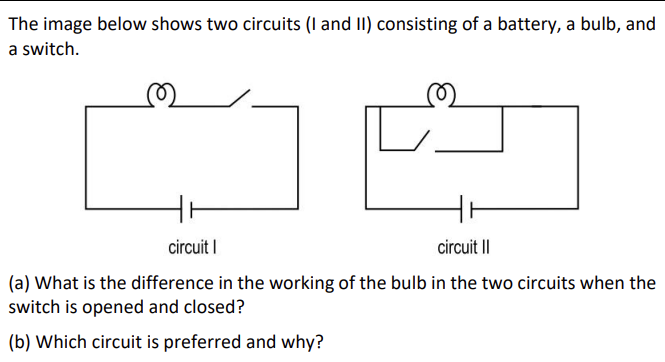 The image below shows two circuits (I and II) consisting of a battery, a bulb, and
a switch.
circuit I
circuit II
(a) What is the difference in the working of the bulb in the two circuits when the
switch is opened and closed?
(b) Which circuit is preferred and why?